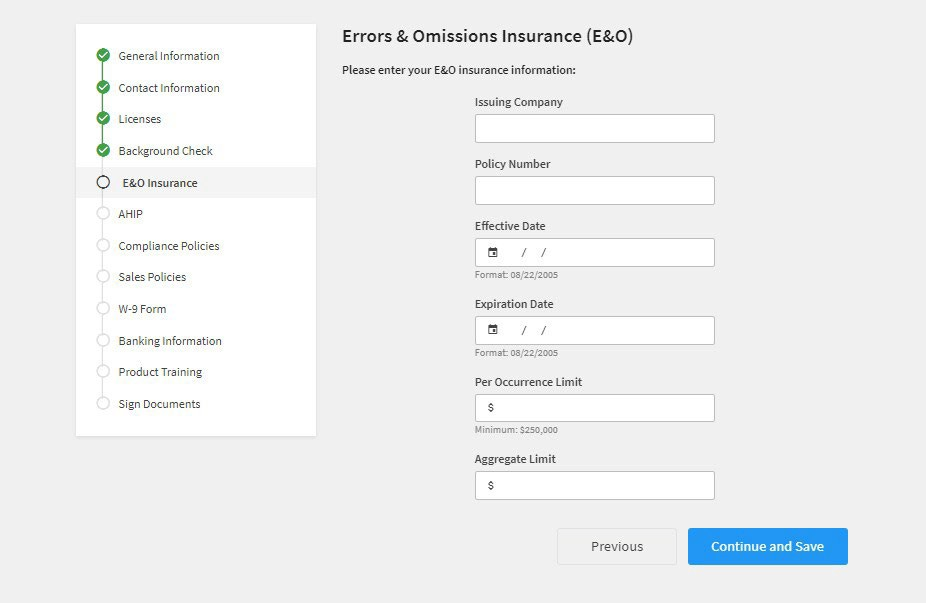 General Information
Contact Information
Licenses
Background Check
E&O Insurance
AHIP
Compliance Policies
Sales Policies
W-9 Form
Banking Information
Product Training
Sign Documents
Errors & Omissions Insurance (E&O)
Please enter your E&O insurance information:
Issuing Company
Policy Number
Effective Date
/ /
Format: 08/22/2005
Expiration Date
/ /
Format: 08/22/2005
Per Occurrence Limit
$
Minimum: $250,000
Aggregate Limit
$
Previous
Continue and Save